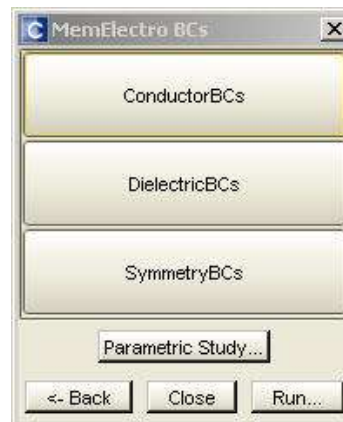 C MemElectro BCs X
ConductorBCs
DielectricBCs
SymmetryBCs
Parametric Study...
<- Back Close Run...